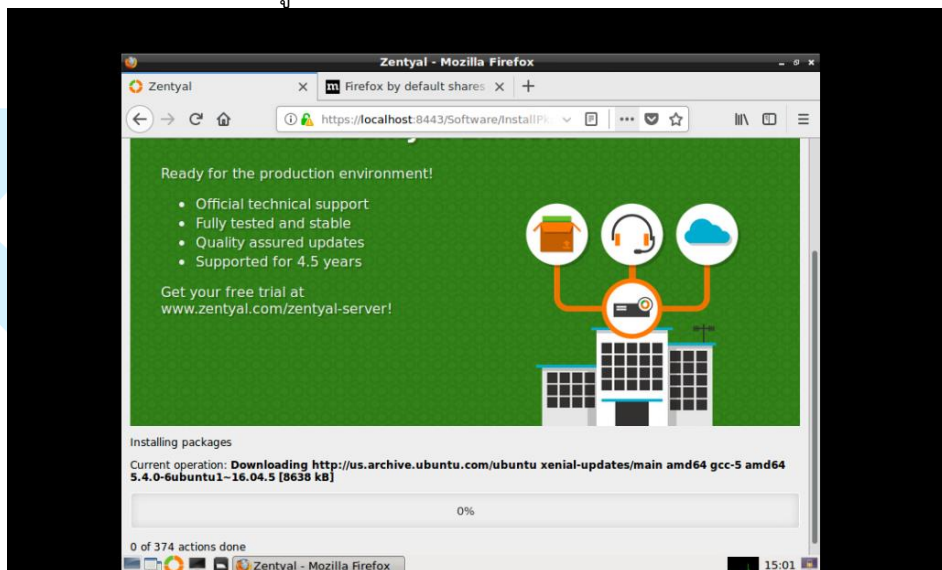 Zentyal - Mozilla Firefox
Zentyal
Firefox by default shares
https://localhost:8443/Software/InstallPk
Ready for the production environment!
• Official technical support
• Fully tested and stable
• Quality assured updates
• Supported for 4.5 years
Get your free trial at
www.zentyal.com/zentyal-server!
Installing packages
Current operation: Downloading http://us.archive.ubuntu.com/ubuntu xenial-updates/main amd64 gcc-5 amd64
5.4.0-6ubuntu1~16.04.5 [8638 kB]
0%
0 of 374 actions done
Zentyal - Mozilla Firefox
15:01